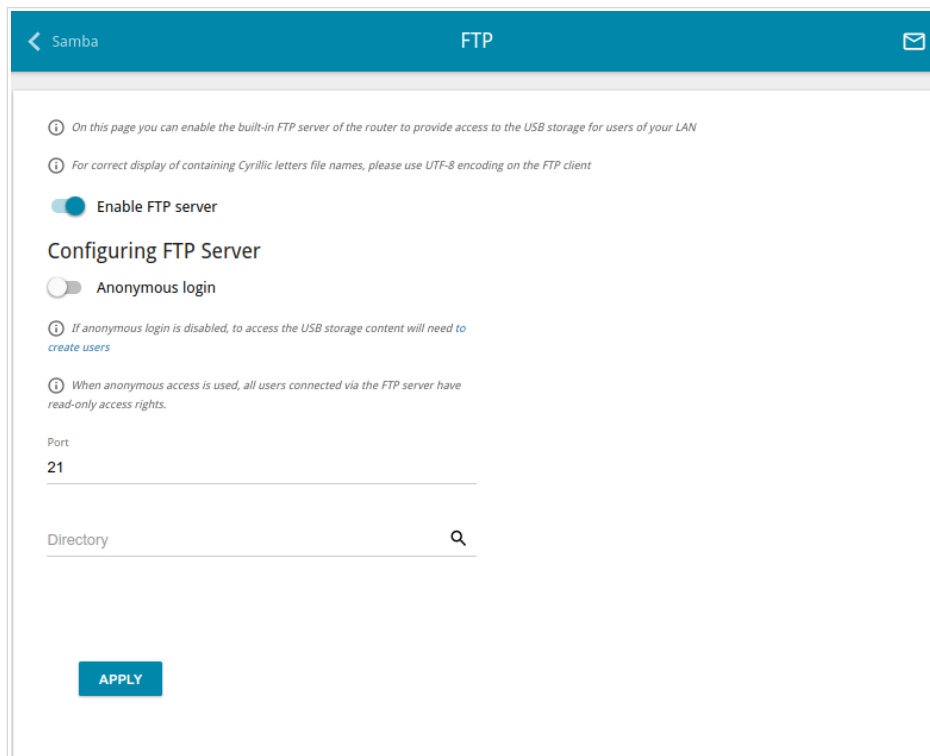 Samba
FTP
On this page you can enable the built-in FTP server of the router to provide access to the USB storage for users of your LAN
For correct display of containing Cyrillic letters file names, please use UTF-8 encoding on the FTP client
Enable FTP server
Configuring FTP Server
Anonymous login
If anonymous login is disabled, to access the USB storage content will need to
create users
When anonymous access is used, all users connected via the FTP server have
read-only access rights.
Port
21
Directory
APPLY